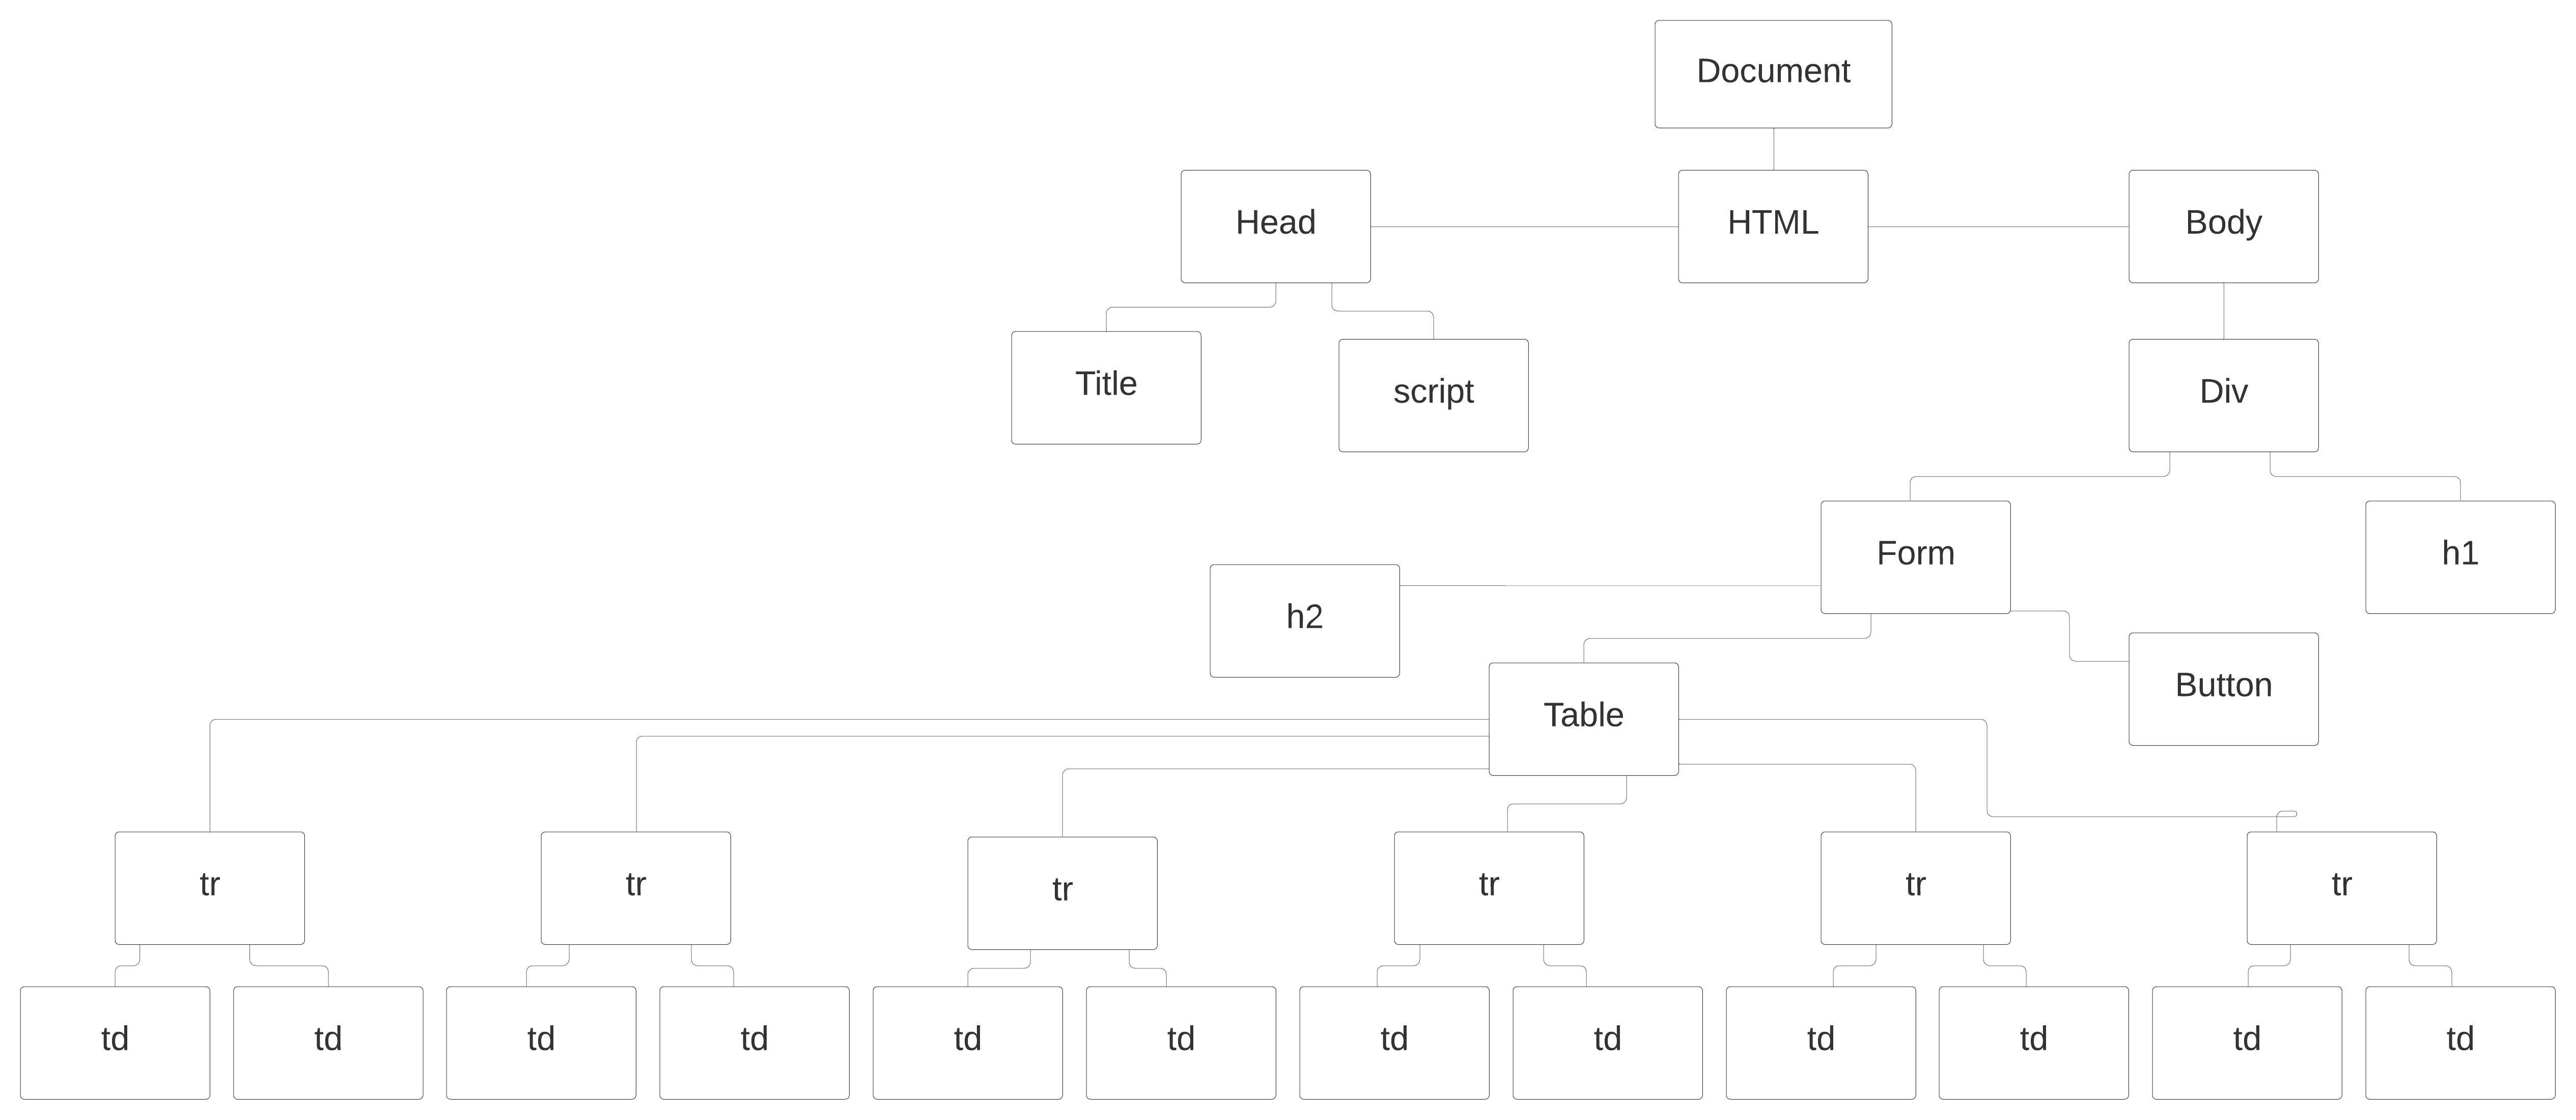 Document
Head
HTML
Body
Title
script
Div
Form
h1
h2
Button
Table
tr
tr
tr
tr
tr
tr
td
td
td
td
td
td
td
td
td
td
td
td